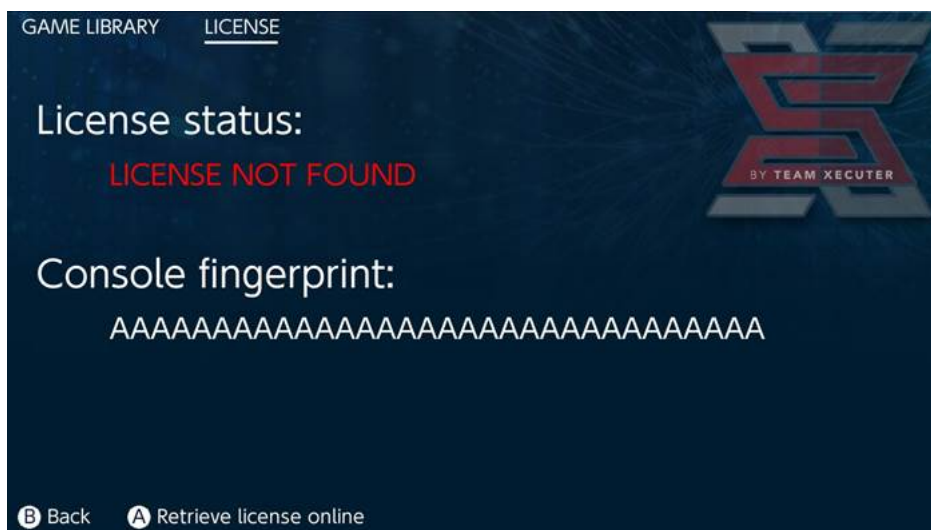 GAME LIBRARY LICENSE
BY TEAM XECUTER
License status:
LICENSE NOT FOUND
Console fingerprint:
AAAAAAAAAAAAAAAAAAAAAAAAAAAAAAAA
B Back A Retrieve license online